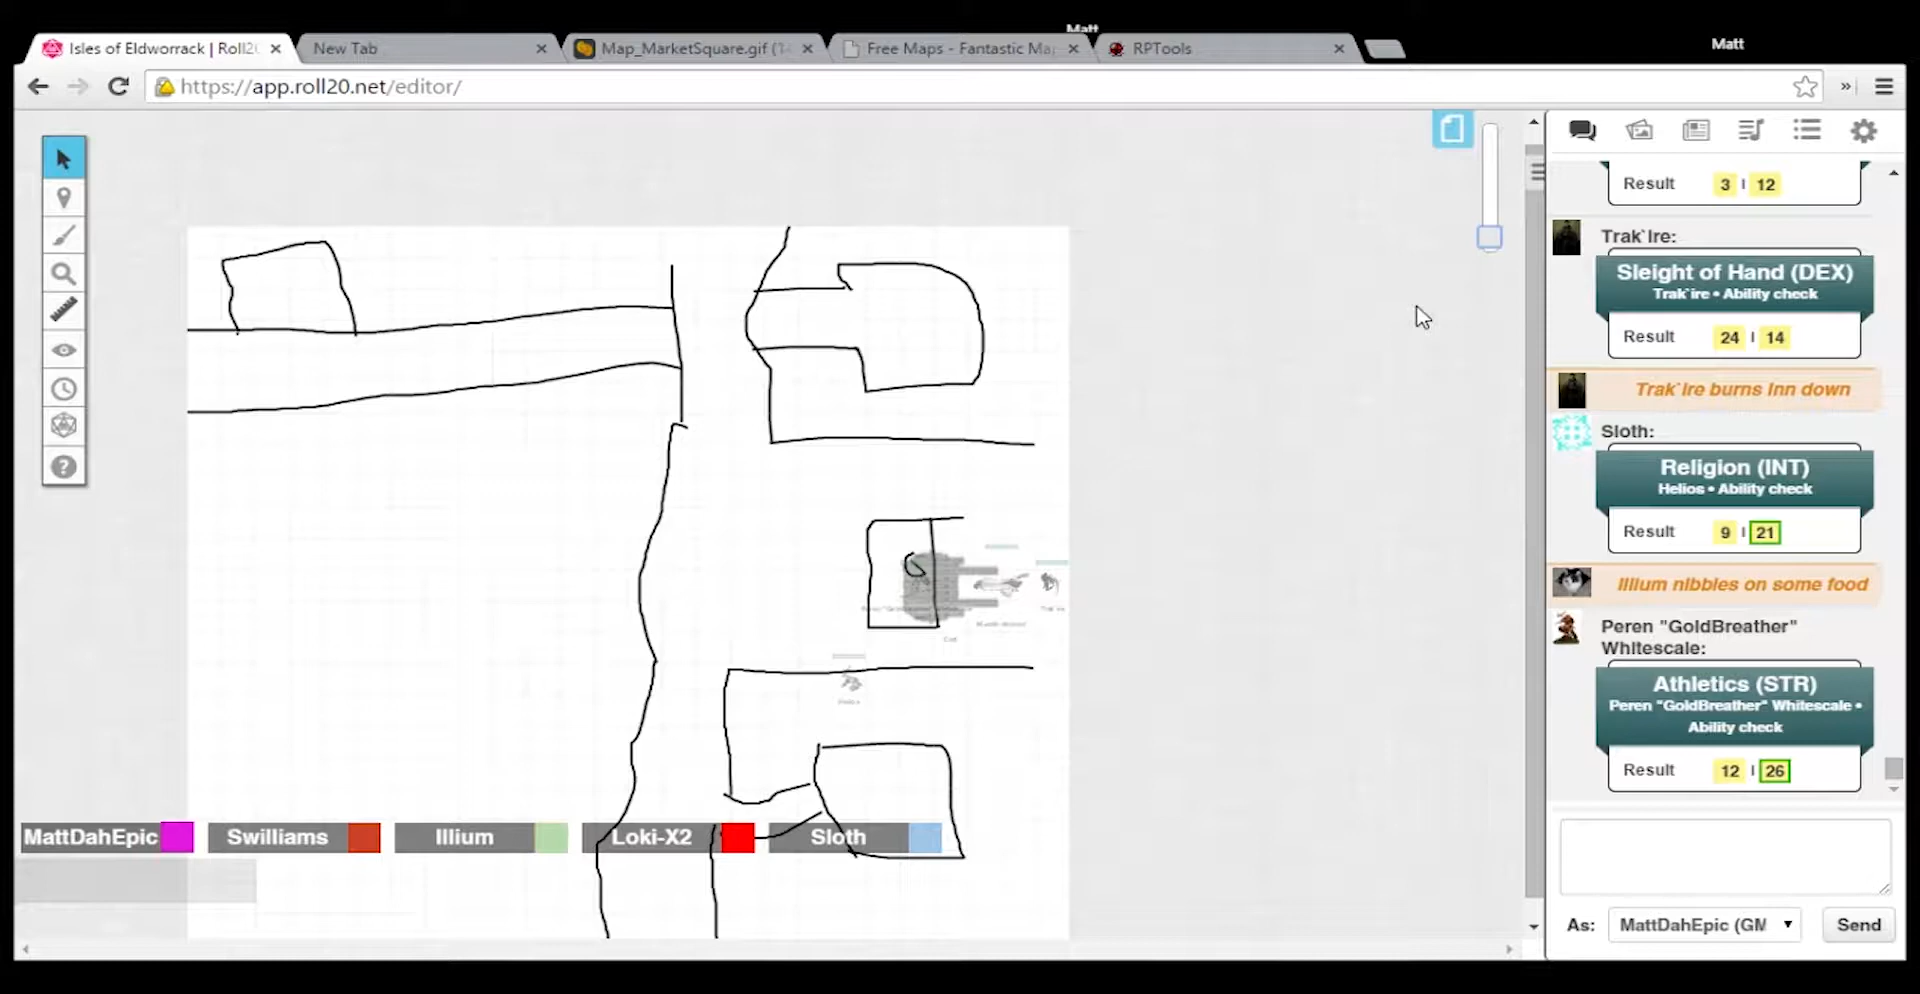 Matt
Matt
Isles of Eldworrack | Roll20
New Tab
Map_MarketSquare.gif (14
Free Maps - Fantastic Ma
RPTools
https://app.roll20.net/editor/
Result 3 | 12
Trak`Ire:
Sleight of Hand (DEX)
Trak`ire • Ability check
Result 24 | 14
Trak`Ire burns Inn down
Sloth:
Religion (INT)
Helios • Ability check
Result 9 | 21
Illium nibbles on some food
Peren "GoldBreather"
Whitescale:
Athletics (STR)
Peren "GoldBreather" Whitescale •
Ability check
Result 12 | 26
MattDahEpic
Swilliams
Illium
Loki-X2
Sloth
As: MattDahEpic (GM
Send